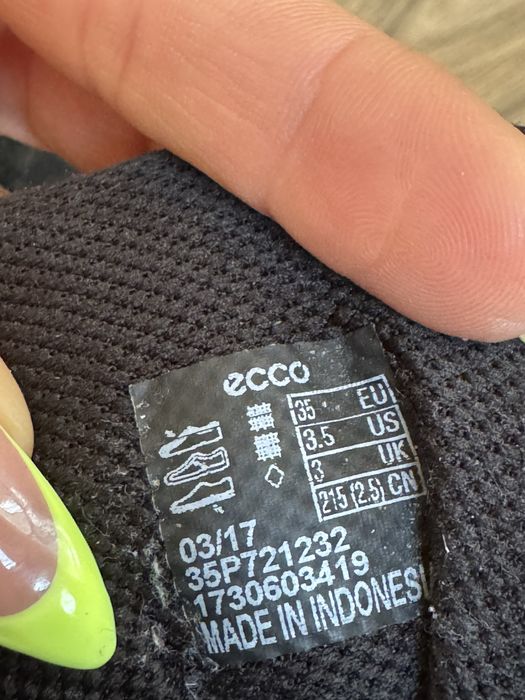 ecco
35 EU
3.5 US
3 UK
215 (2.5) CN
03/17
35P721232
1730603419
MADE IN INDONES